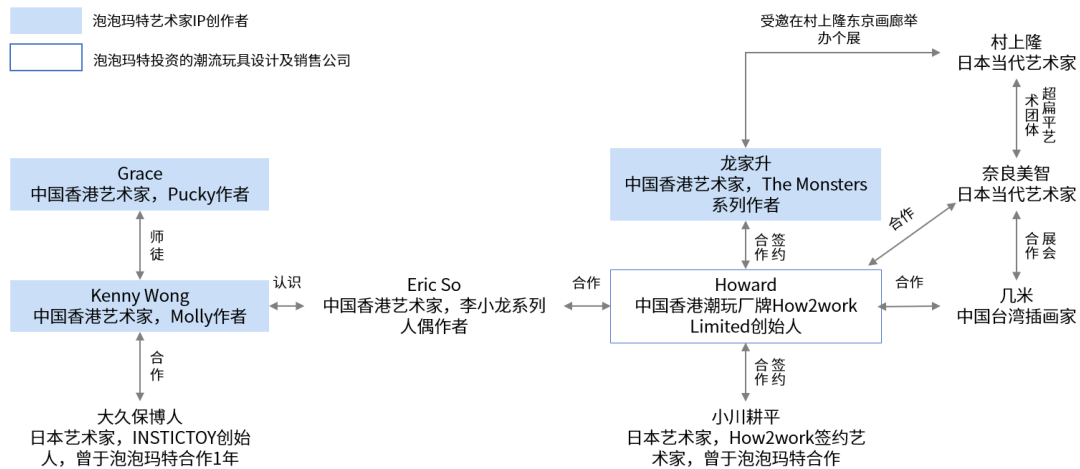 泡泡玛特艺术家IP创作者
泡泡玛特投资的潮流玩具设计及销售公司
受邀在村上隆东京画廊举
办个展
村上隆
日本当代艺术家
超扁平艺
术团体
Grace
中国香港艺术家，Pucky作者
龙家升
中国香港艺术家，The Monsters
系列作者
奈良美智
日本当代艺术家
师徒
签约
合作
合作
展会
合作
Kenny Wong
中国香港艺术家，Molly作者
认识
Eric So
中国香港艺术家，李小龙系列
人偶作者
合作
Howard
中国香港潮玩厂牌How2work
Limited创始人
合作
几米
中国台湾插画家
合作
签约
合作
大久保博人
日本艺术家，INSTICTOY创始
人，曾于泡泡玛特合作1年
小川耕平
日本艺术家，How2work签约艺
术家，曾于泡泡玛特合作